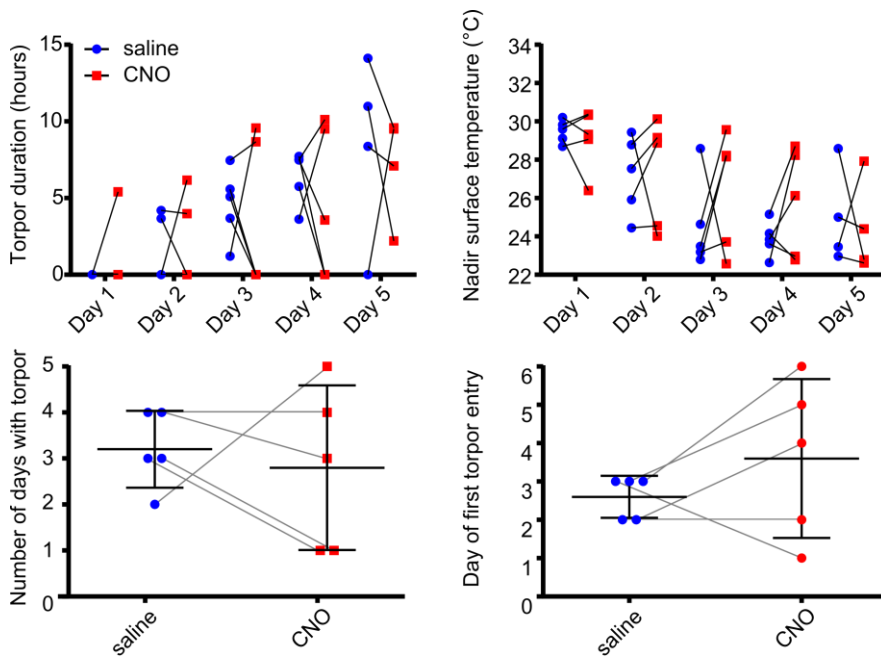 Torpor duration (hours)
15
10
5
0
saline
CNO
Day 1
Day 2
Day 3
Day 4
Day 5
Nadir surface temperature (°C)
34
32
30
28
26
24
22
Day 1
Day 2
Day 3
Day 4
Day 5
Number of days with torpor
5
4
3
2
1
0
saline
CNO
Day of first torpor entry
6
5
4
3
2
1
0
saline
CNO